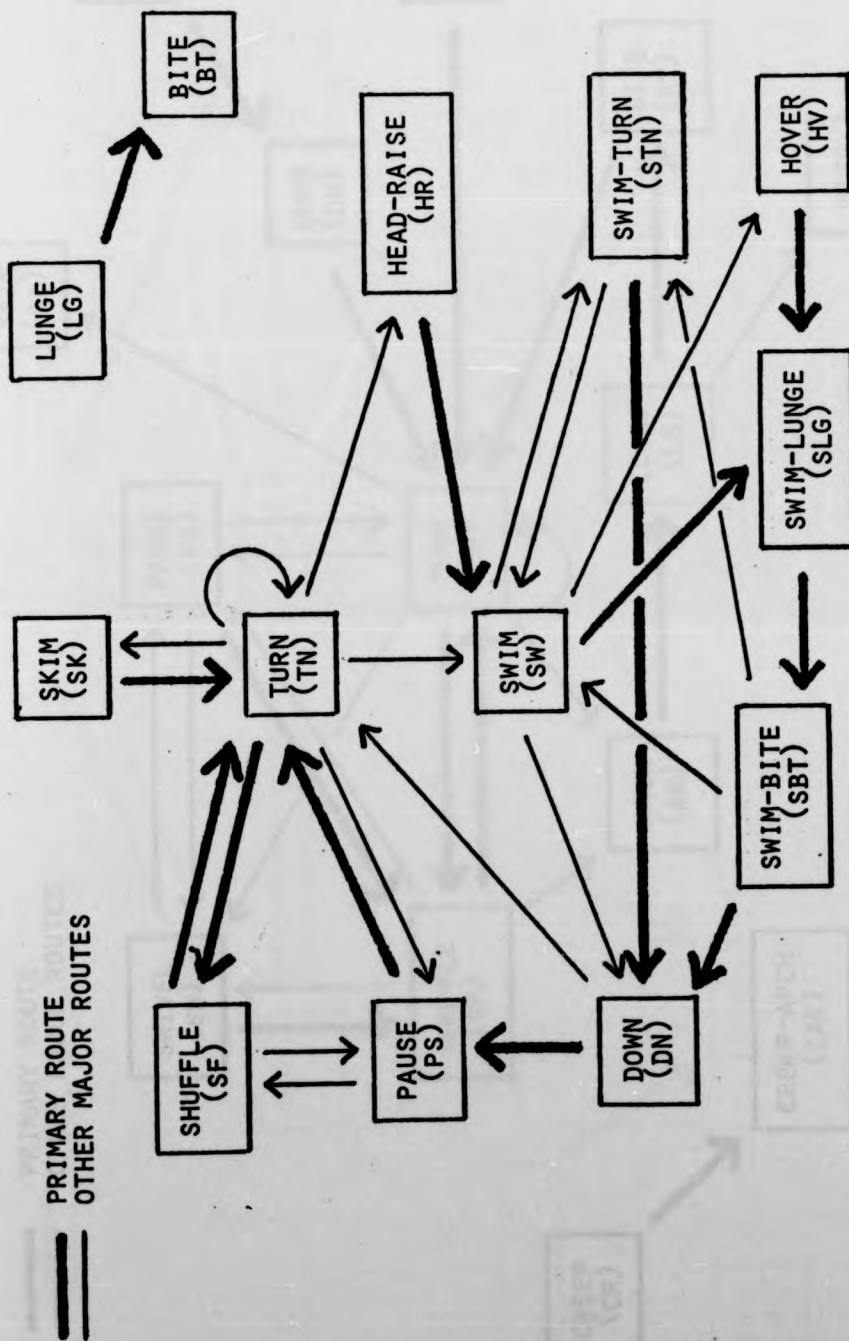 PRIMARY ROUTE
OTHER MAJOR ROUTES
LUNGE
(LG)
SKIM
(SK)
BITE
(BT)
SHUFFLE
(SF)
TURN
(TN)
HEAD-RAISE
(HR)
PAUSE
(PS)
SWIM
(SW)
DOWN
(DN)
SWIM-TURN
(STN)
SWIM-BITE
(SBT)
SWIM-LUNGE
(SLG)
HOVER
(HV)